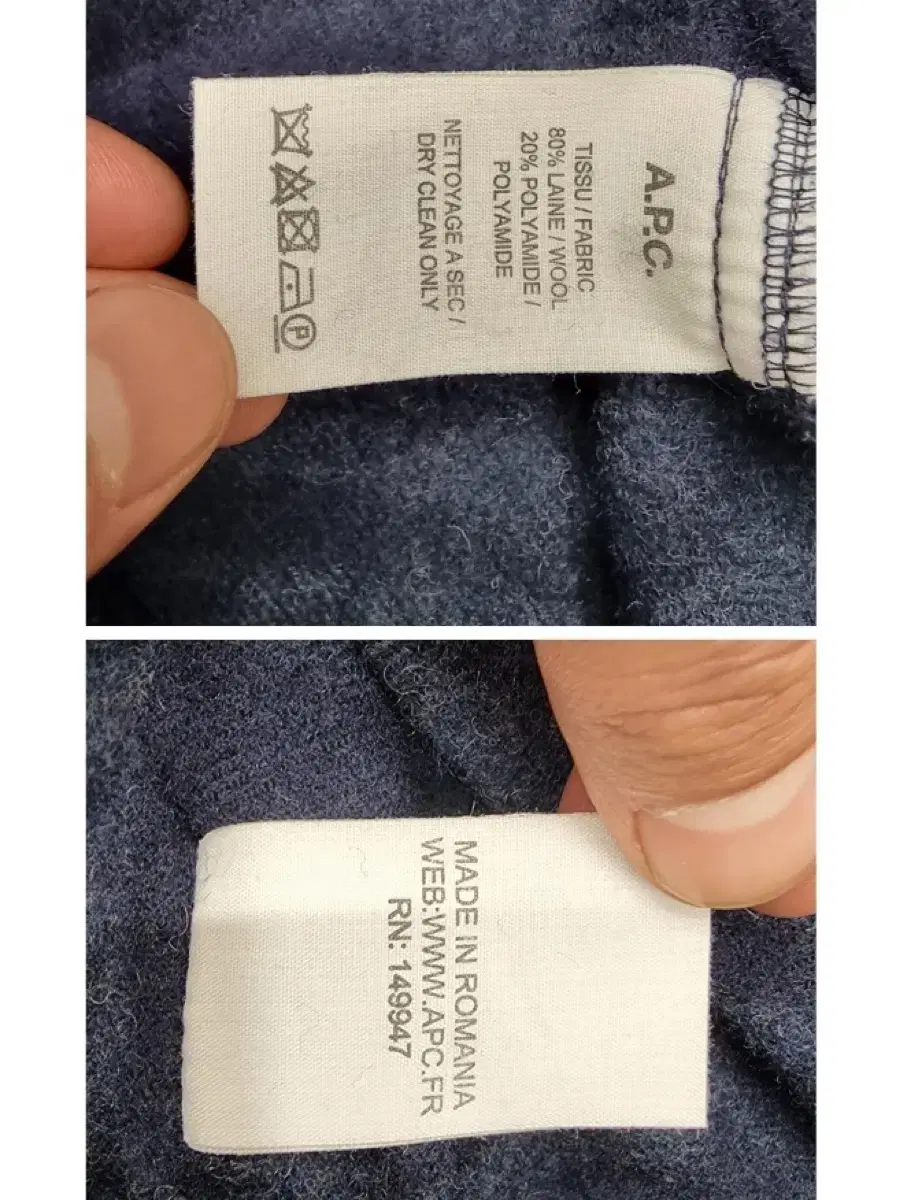 A.P.C.
TISSU / FABRIC
80% LAINE / WOOL
20% POLYAMIDE /
POLYAMIDE
NETTOYAGE A SEC /
DRY CLEAN ONLY
P
MADE IN ROMANIA
WEB:WWW.APC.FR
RN: 149947